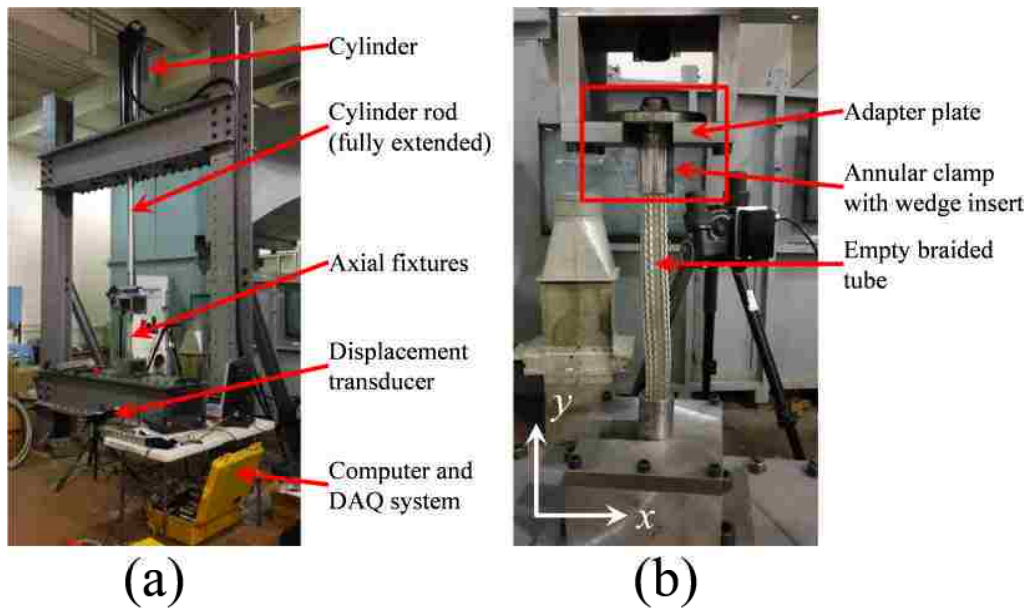 Cylinder
Cylinder rod
(fully extended)
Axial fixtures
Displacement
transducer
Computer and
DAQ system
(a)
Adapter plate
Annular clamp
with wedge insert
Empty braided
tube
y
x
(b)